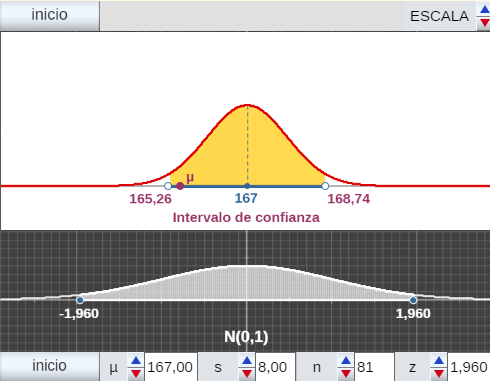 inicio ESCALA
μ
165,26 167 168,74
Intervalo de confianza
-1,960 1,960
N(0,1)
inicio μ 167,00 s 8,00 n 81 z 1,960